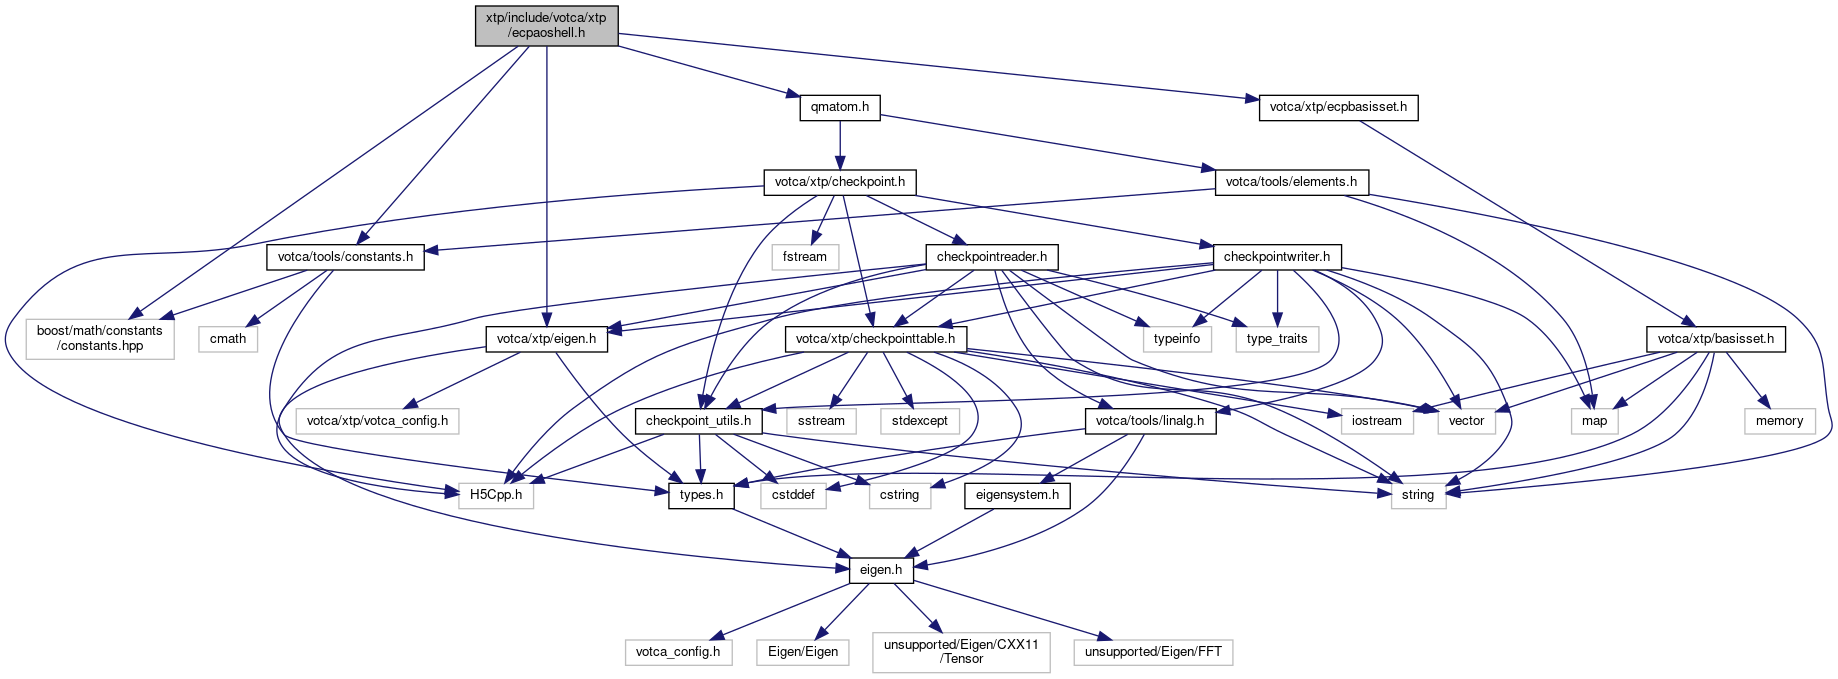 xtp/include/votca/xtp
/ecpaoshell.h
qmatom.h
votca/xtp/ecpbasisset.h
votca/xtp/checkpoint.h
votca/tools/elements.h
votca/tools/constants.h
fstream
checkpointreader.h
checkpointwriter.h
boost/math/constants
/constants.hpp
cmath
votca/xtp/eigen.h
votca/xtp/checkpointtable.h
typeinfo
type_traits
votca/xtp/basisset.h
votca/xtp/votca_config.h
checkpoint_utils.h
sstream
stdexcept
votca/tools/linalg.h
iostream
vector
map
memory
H5Cpp.h
types.h
cstddef
cstring
eigensystem.h
string
eigen.h
votca_config.h
Eigen/Eigen
unsupported/Eigen/CXX11
/Tensor
unsupported/Eigen/FFT